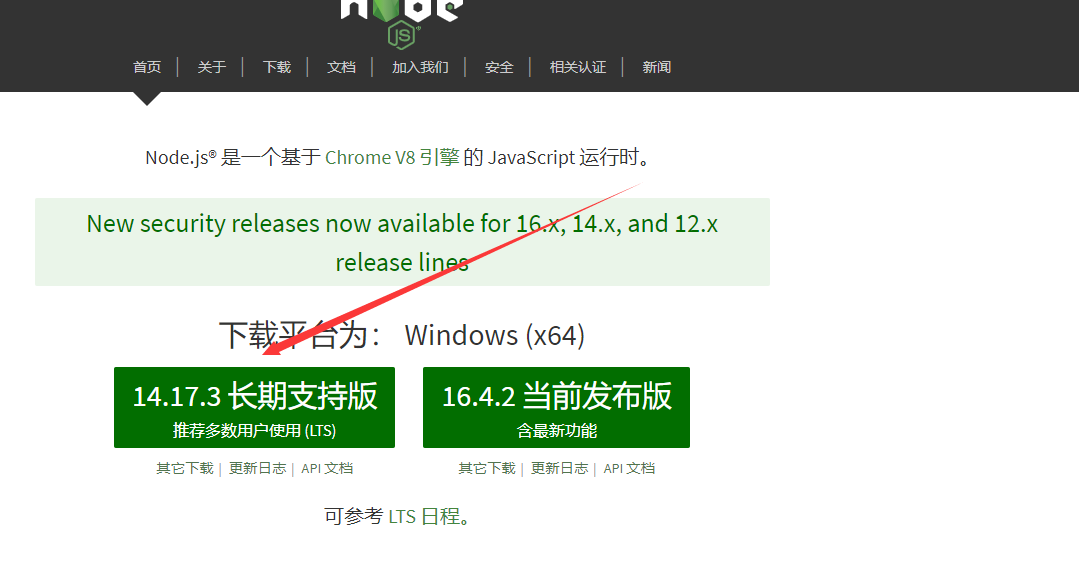 node
JS
首页 | 关于 | 下载 | 文档 | 加入我们 | 安全 | 相关认证 | 新闻
Node.js® 是一个基于 Chrome V8 引擎 的 JavaScript 运行时。
New security releases now available for 16.x, 14.x, and 12.x
release lines
下载平台为： Windows (x64)
14.17.3 长期支持版
推荐多数用户使用 (LTS)
16.4.2 当前发布版
含最新功能
其它下载 | 更新日志 | API 文档
其它下载 | 更新日志 | API 文档
可参考 LTS 日程。